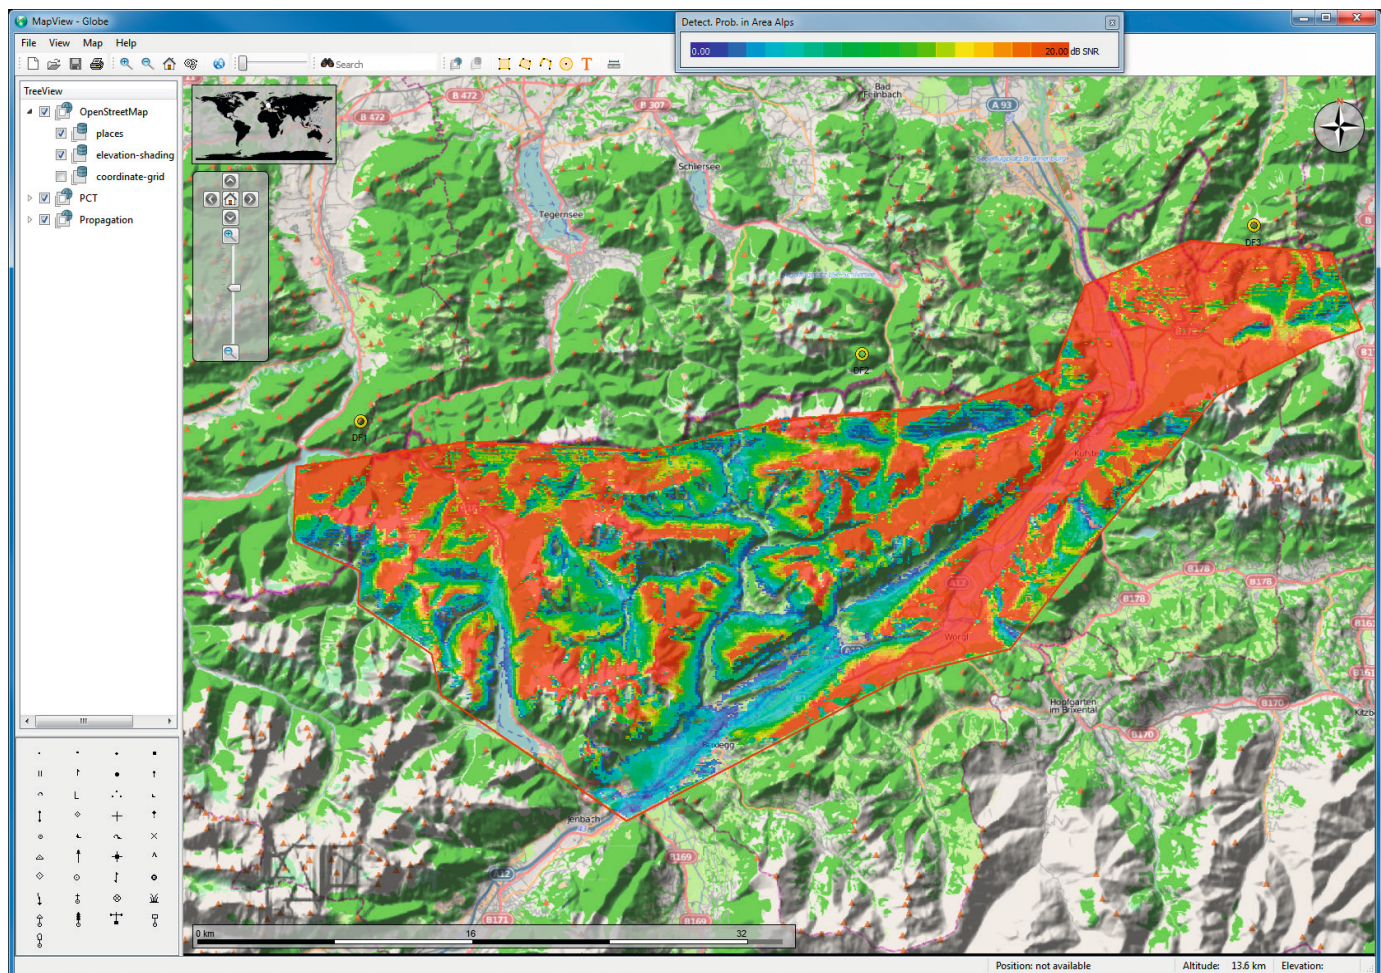 MapView - Globe
Detect. Prob. in Area Alps
File View Map Help
0.00 20.00 dB SNR
Search
TreeView
OpenStreetMap
places
elevation-shading
coordinate-grid
PCT
Propagation
B 472
B 472
B 307
Bad
Feilnbach
A 93
Schliersee
Tegernsee
DF3
DF2
DF1
Kufstein
B178
B178
B178
A12
Wörgl
A12
Hopfgarten
im Brixental
B170
B170
Jenbach
B169
A12
B171
B169
0 km 16 32
Position: not available Altitude: 13.6 km Elevation: